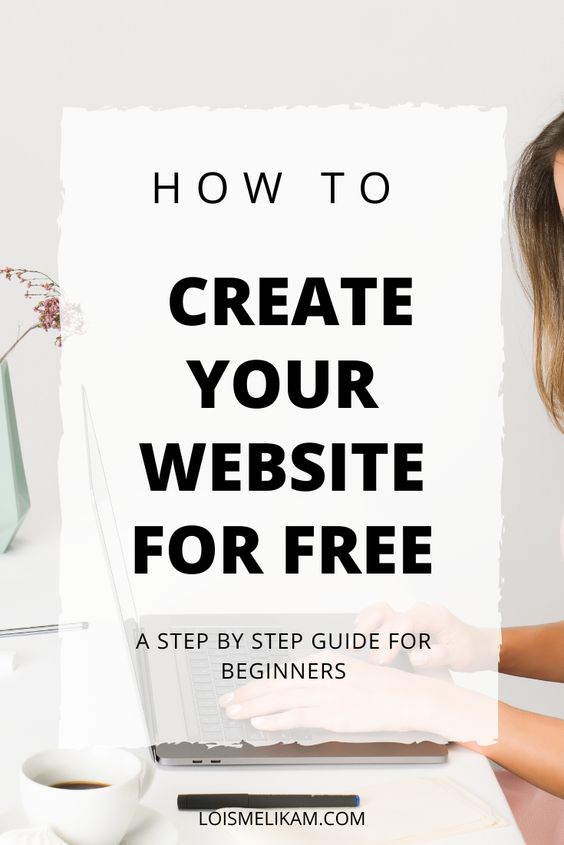 HOW TO
CREATE
YOUR
WEBSITE
FOR FREE
A STEP BY STEP GUIDE FOR
BEGINNERS
LOISMELIKAM.COM